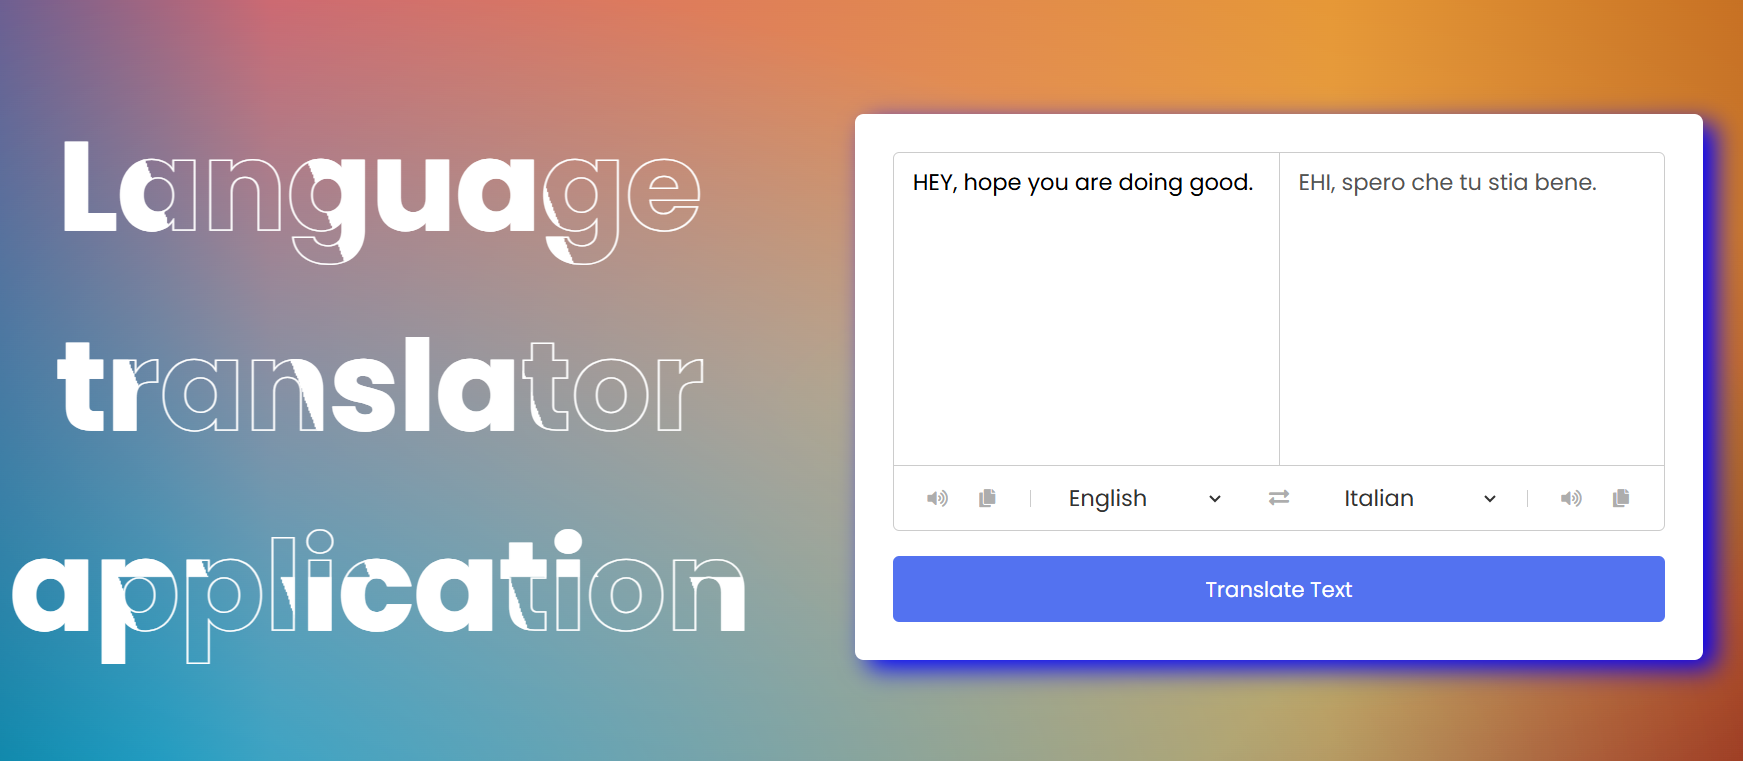 Language
translator
application
HEY, hope you are doing good.
EHI, spero che tu stia bene.
English
Italian
Translate Text